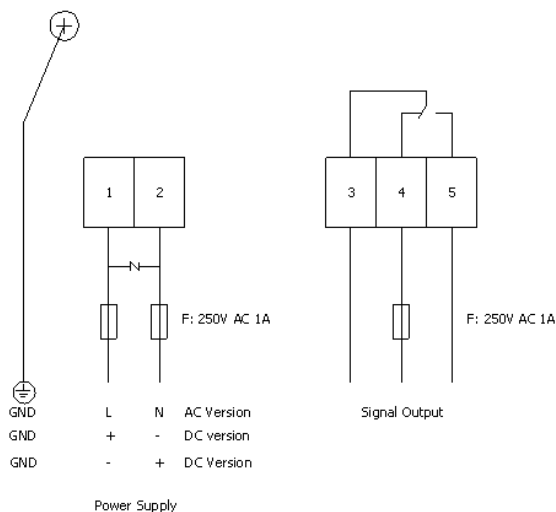 1 2
3 4 5
F: 250V AC 1A
F: 250V AC 1A
GND L N AC Version
GND + - DC version
GND - + DC Version
Signal Output
Power Supply